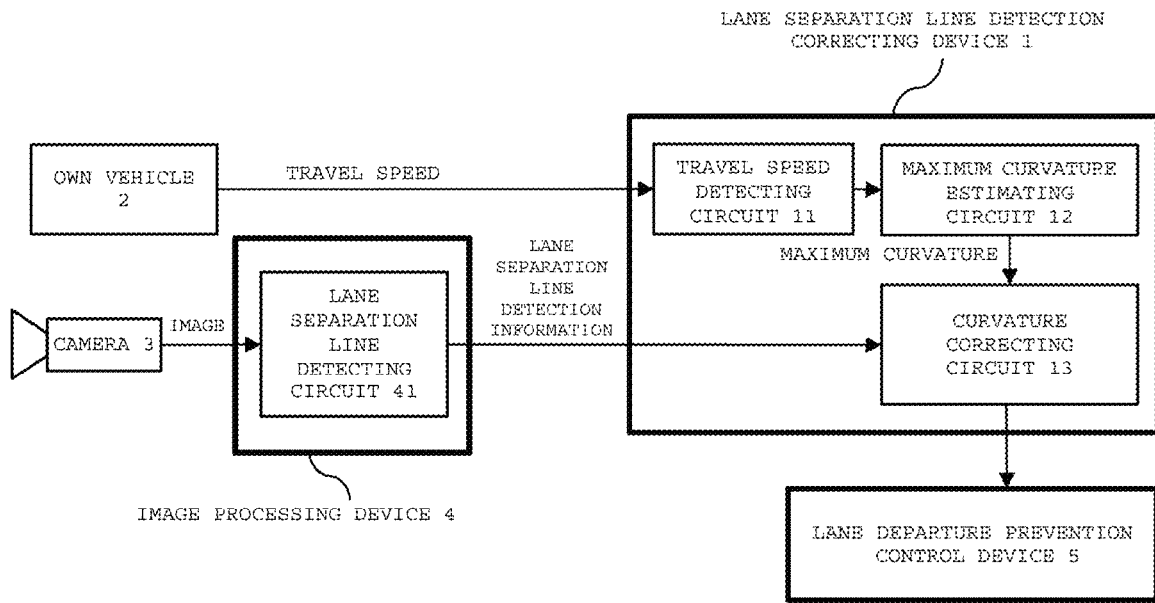 LANE SEPARATION LINE DETECTION
CORRECTING DEVICE 1
OWN VEHICLE
2
TRAVEL SPEED
TRAVEL SPEED
DETECTING
CIRCUIT 11
MAXIMUM CURVATURE
ESTIMATING
CIRCUIT 12
MAXIMUM CURVATURE
CAMERA 3
IMAGE
LANE
SEPARATION
LINE
DETECTING
CIRCUIT 41
LANE
SEPARATION
LINE
DETECTION
INFORMATION
CURVATURE
CORRECTING
CIRCUIT 13
IMAGE PROCESSING DEVICE 4
LANE DEPARTURE PREVENTION
CONTROL DEVICE 5